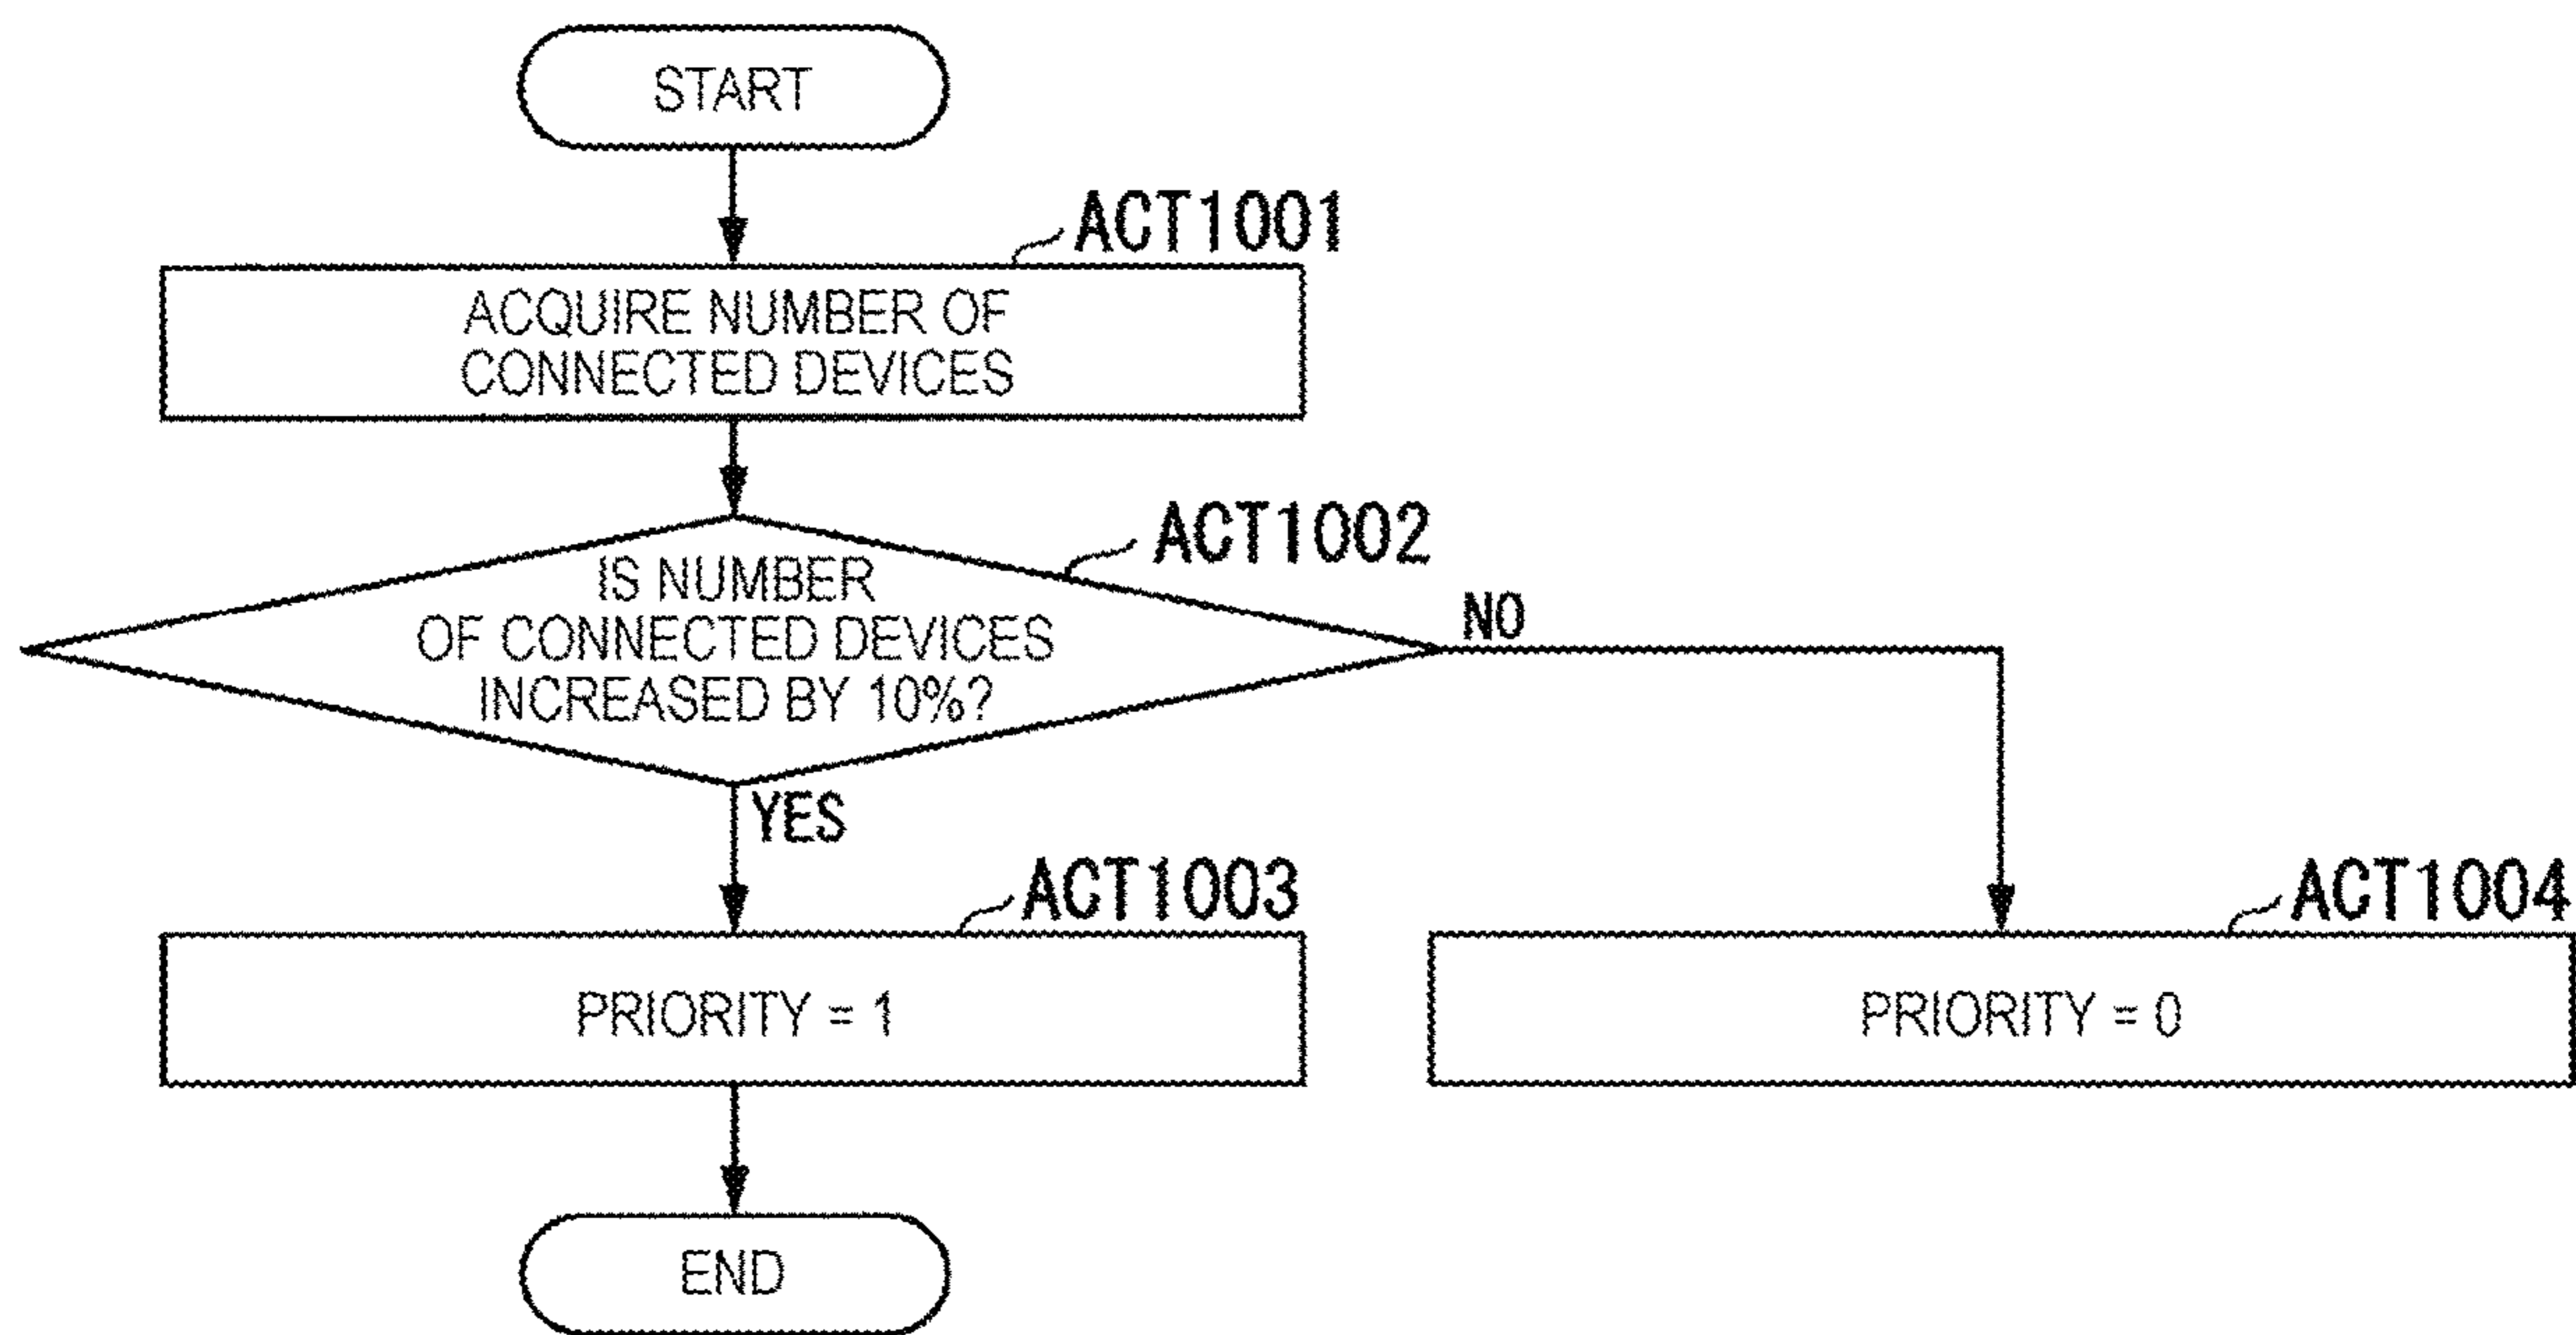 START
ACT1001
ACQUIRE NUMBER OF
CONNECTED DEVICES
ACT1002
IS NUMBER
OF CONNECTED DEVICES
INCREASED BY 10%?
NO
YES
ACT1003
PRIORITY = 1
ACT1004
PRIORITY = 0
END